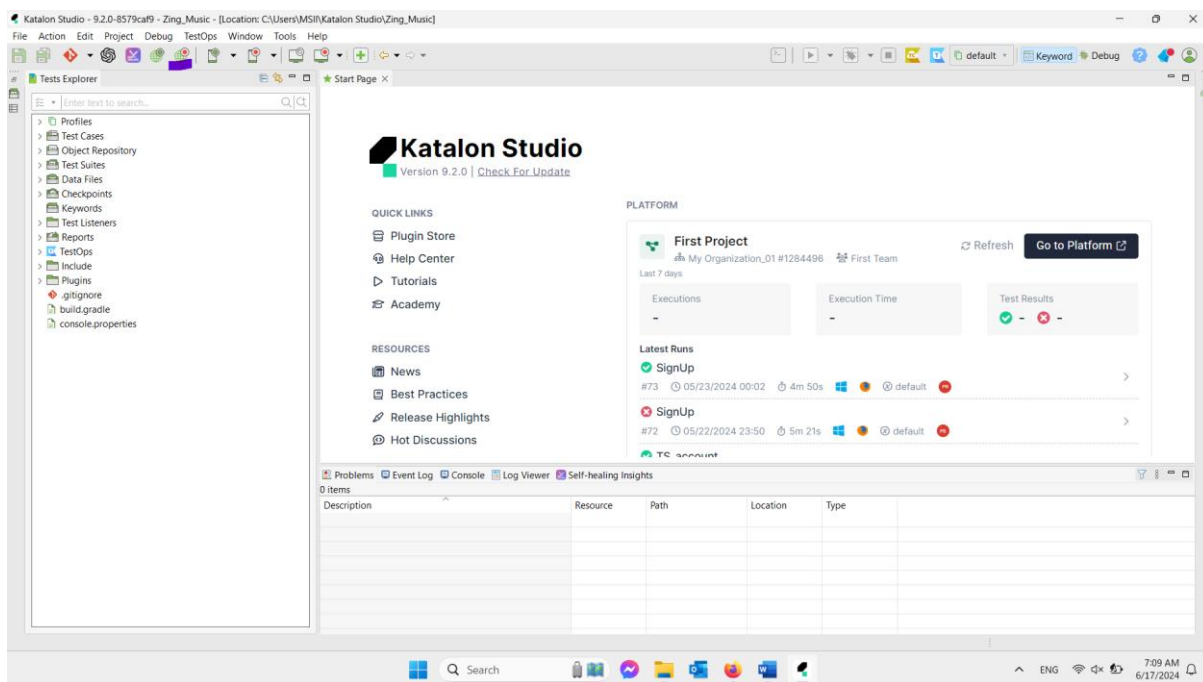 Katalon Studio - 9.2.0-8579caf9 - Zing_Music - [Location: C:\Users\MSII\Katalon Studio\Zing_Music]
File Action Edit Project Debug TestOps Window Tools Help
default Keyword Debug
Tests Explorer
Start Page
Enter text to search...
Profiles
Test Cases
Object Repository
Test Suites
Data Files
Checkpoints
Keywords
Test Listeners
Reports
TestOps
Include
Plugins
.gitignore
build.gradle
console.properties
Katalon Studio
Version 9.2.0 | Check For Update
QUICK LINKS
Plugin Store
Help Center
Tutorials
Academy
RESOURCES
News
Best Practices
Release Highlights
Hot Discussions
PLATFORM
First Project
My Organization_01 #1284496 First Team
Refresh
Go to Platform
Last 7 days
Executions
-
Execution Time
-
Test Results
- -
Latest Runs
SignUp
#73 05/23/2024 00:02 4m 50s default
SignUp
#72 05/22/2024 23:50 5m 21s default
TS_account
Problems Event Log Console Log Viewer Self-healing Insights
0 items
Description Resource Path Location Type
Search
ENG
7:09 AM
6/17/2024